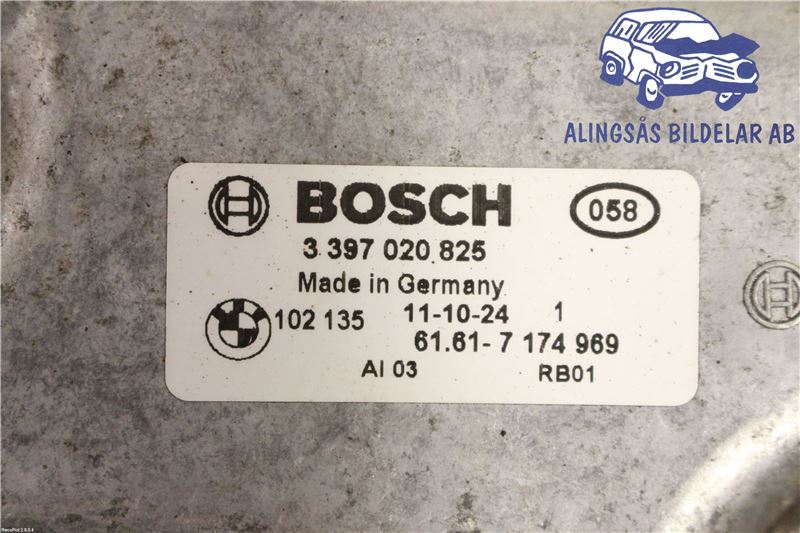 ALINGSÅS BILDELAR AB
BOSCH
058
3 397 020 825
Made in Germany
102 135 11-10-24 1
61.61- 7 174 969
AI 03 RB01